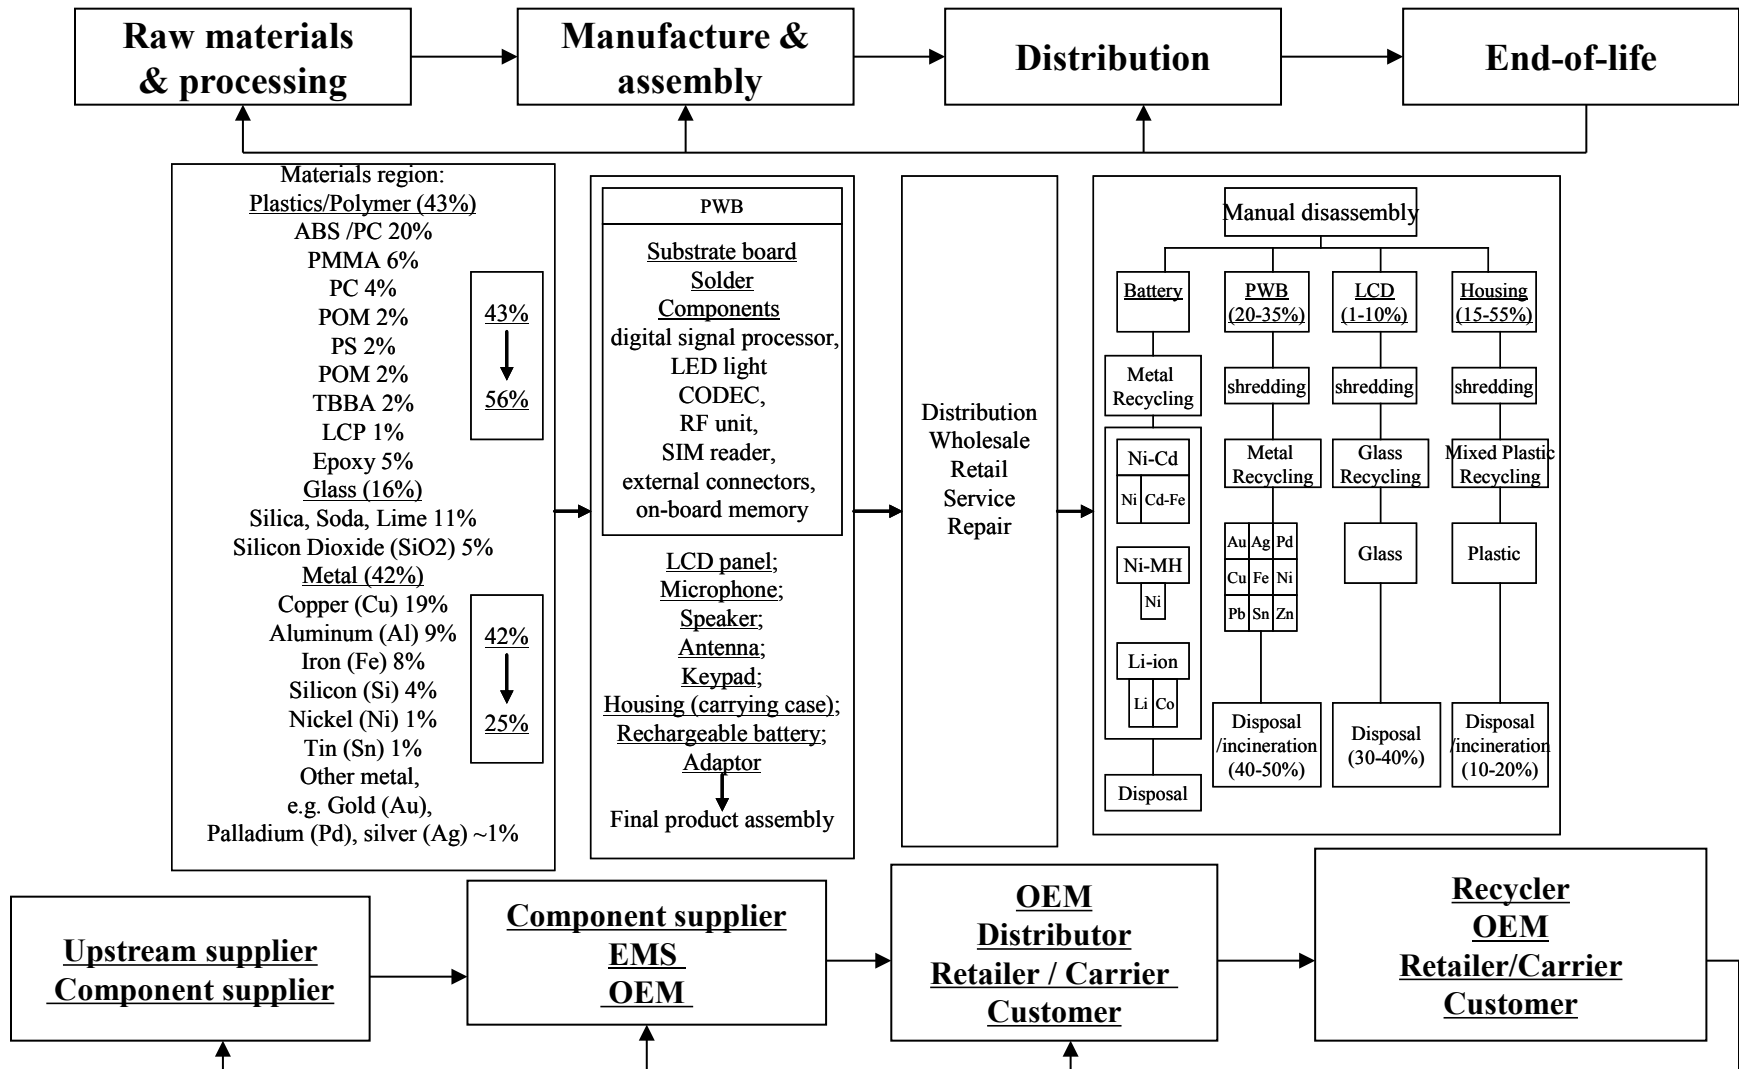 Raw materials
& processing
Manufacture &
assembly
Distribution
End-of-life
Materials region:
Plastics/Polymer (43%)
ABS /PC 20%
PMMA 6%
PC 4%
POM 2%
PS 2%
POM 2%
TBBA 2%
LCP 1%
Epoxy 5%
Glass (16%)
Silica, Soda, Lime 11%
Silicon Dioxide (SiO2) 5%
Metal (42%)
Copper (Cu) 19%
Aluminum (Al) 9%
Iron (Fe) 8%
Silicon (Si) 4%
Nickel (Ni) 1%
Tin (Sn) 1%
Other metal,
e.g. Gold (Au),
Palladium (Pd), silver (Ag) ~1%
43%
56%
42%
25%
PWB
Substrate board
Solder
Components
digital signal processor,
LED light
CODEC,
RF unit,
SIM reader,
external connectors,
on-board memory
LCD panel;
Microphone;
Speaker;
Antenna;
Keypad;
Housing (carrying case);
Rechargeable battery;
Adaptor
Final product assembly
Distribution
Wholesale
Retail
Service
Repair
Manual disassembly
Battery
Metal
Recycling
Ni-Cd
Ni Cd-Fe
Ni-MH
Ni
Li-ion
Li Co
Disposal
PWB
(20-35%)
shredding
Metal
Recycling
Au Ag Pd
Cu Fe Ni
Pb Sn Zn
Disposal
/incineration
(40-50%)
LCD
(1-10%)
shredding
Glass
Recycling
Glass
Disposal
(30-40%)
Housing
(15-55%)
shredding
Mixed Plastic
Recycling
Plastic
Disposal
/incineration
(10-20%)
Upstream supplier
Component supplier
Component supplier
EMS
OEM
OEM
Distributor
Retailer / Carrier
Customer
Recycler
OEM
Retailer/Carrier
Customer